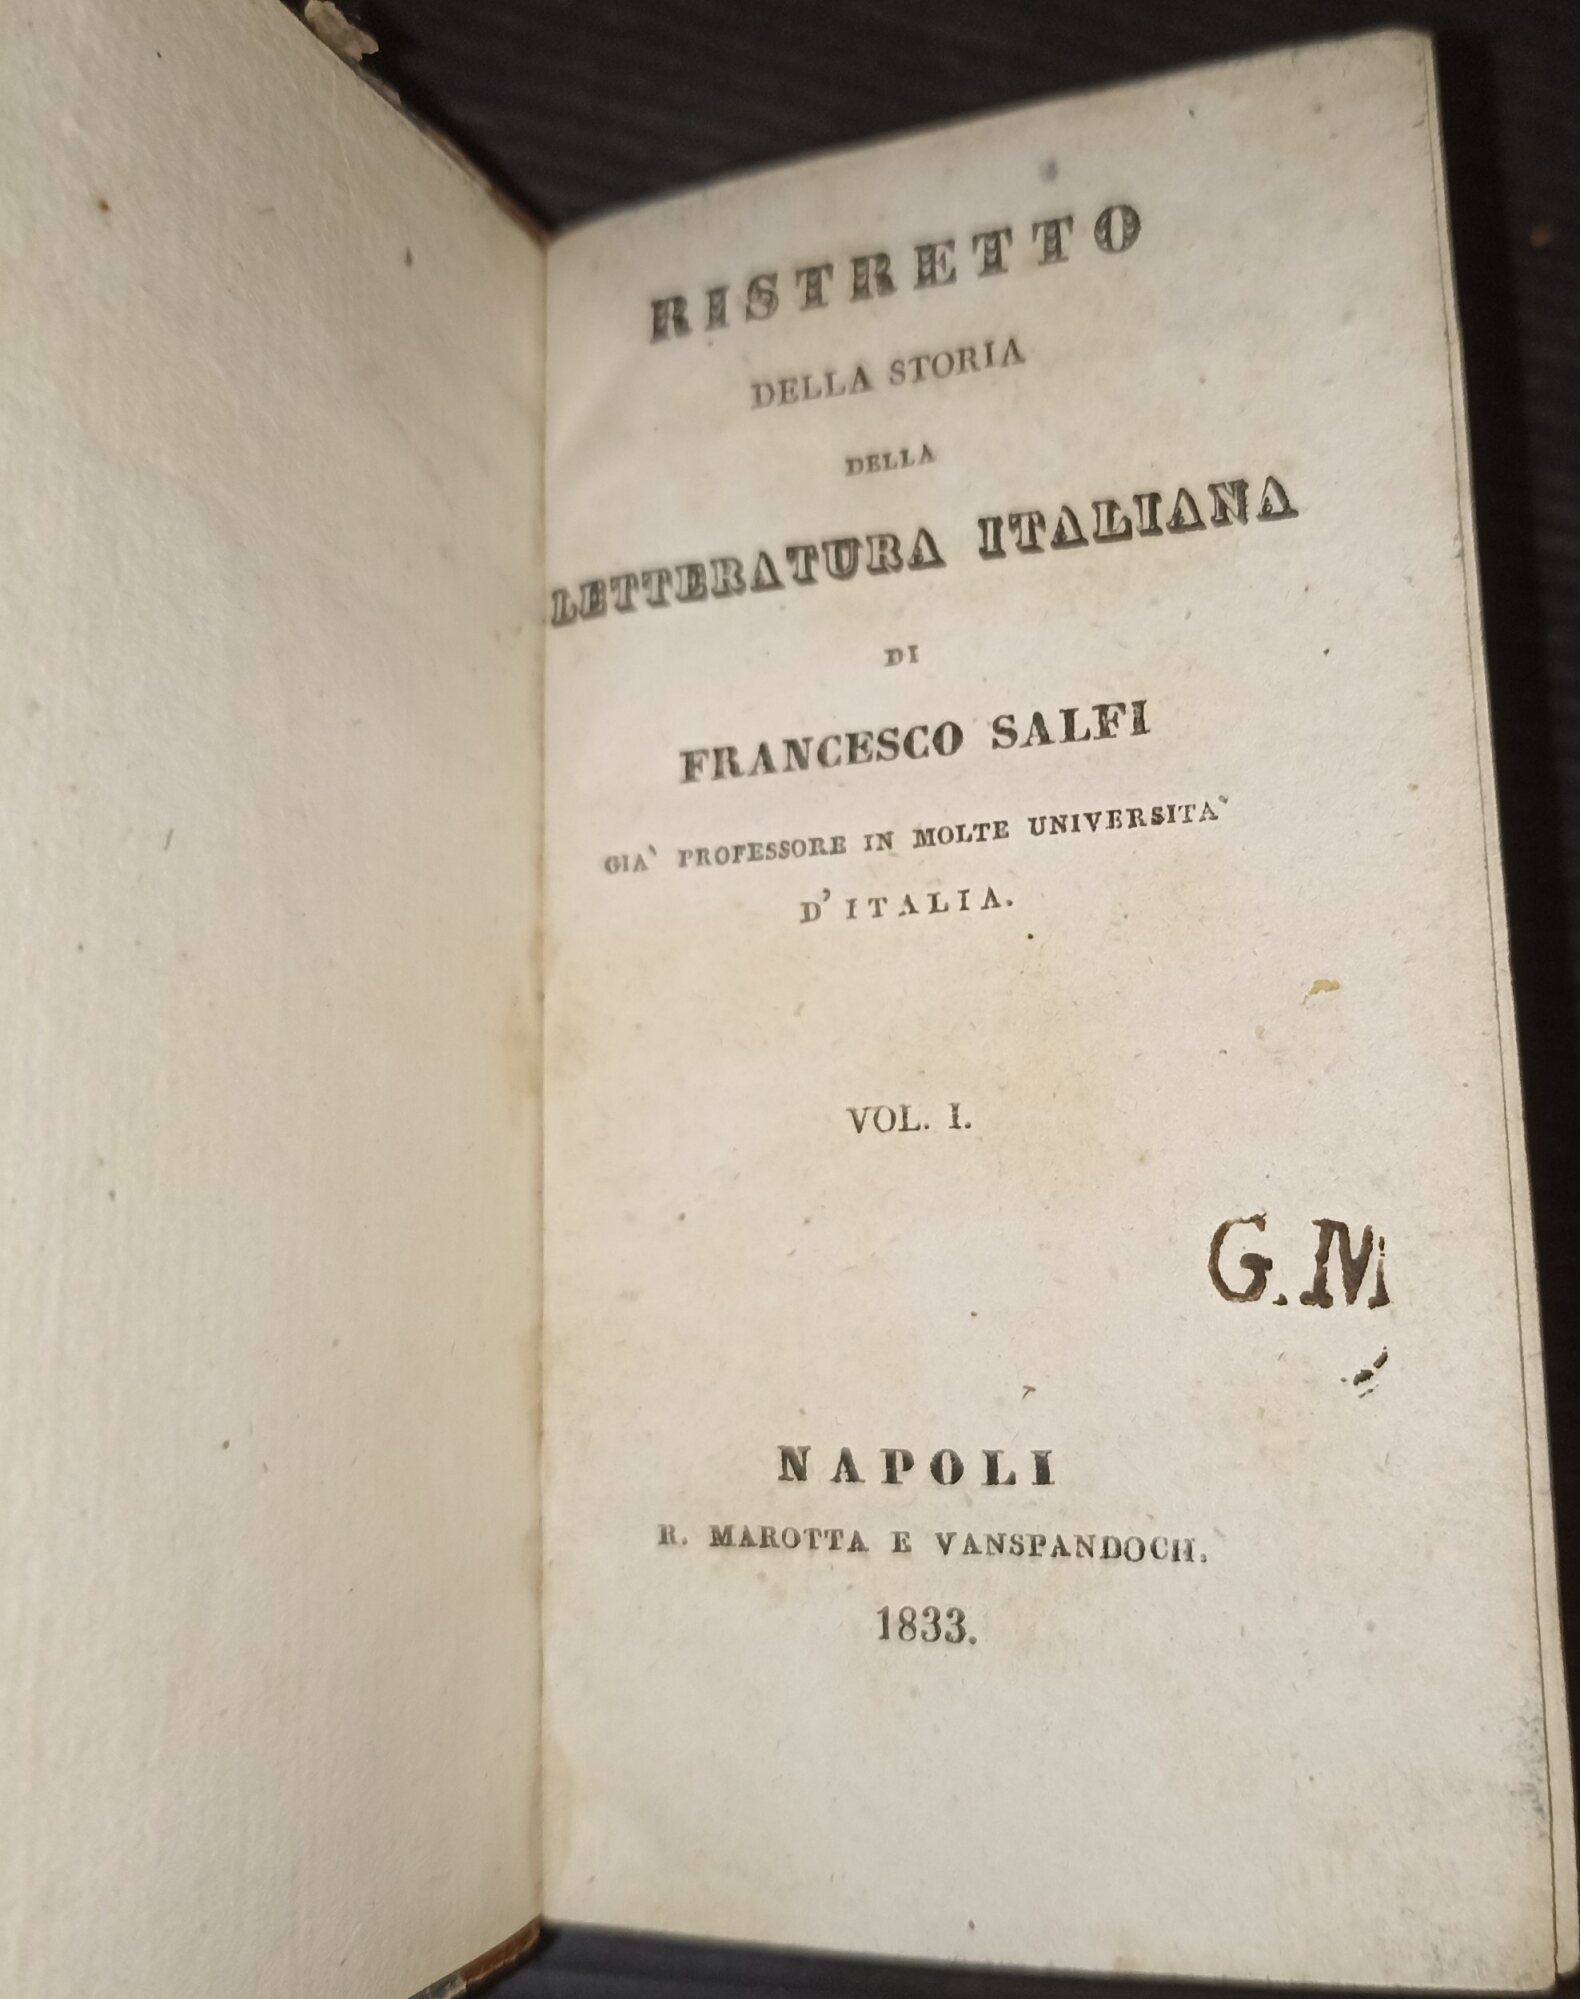 RISTRETTO
DELLA STORIA
DELLA
LETTERATURA ITALIANA
DI
FRANCESCO SALFI
GIA` PROFESSORE IN MOLTE UNIVERSITA`
D' ITALIA.
VOL. I.
G. M
NAPOLI
R. MAROTTA E VANSPANDOCH.
1833.